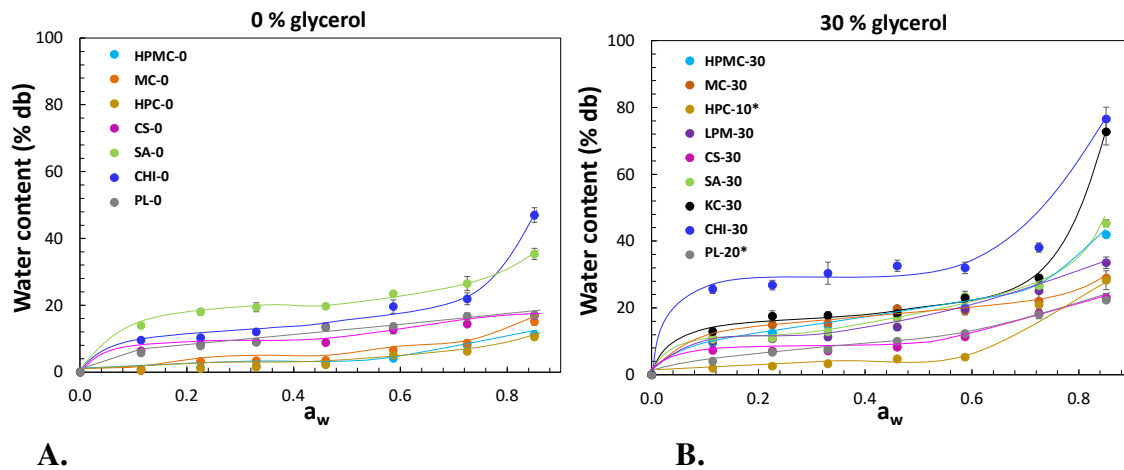 0 % glycerol
100
80
60
40
20
0
Water content (% db)
HPMC-0
MC-0
HPC-0
CS-0
SA-0
CHI-0
PL-0
0.0
0.2
0.4
0.6
0.8
aw
A.
30 % glycerol
100
80
60
40
20
0
Water content (% db)
HPMC-30
MC-30
HPC-10*
LPM-30
CS-30
SA-30
KC-30
CHI-30
PL-20*
0.0
0.2
0.4
0.6
0.8
aw
B.